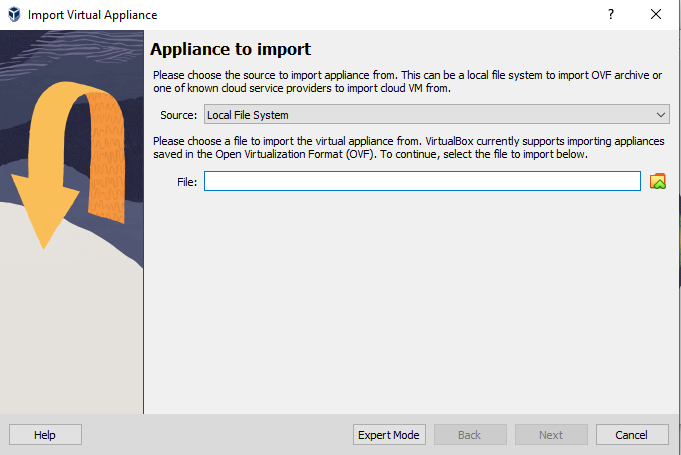 Import Virtual Appliance
?
Appliance to import
Please choose the source to import appliance from. This can be a local file system to import OVF archive or
one of known cloud service providers to import cloud VM from.
Source: Local File System
Please choose a file to import the virtual appliance from. VirtualBox currently supports importing appliances
saved in the Open Virtualization Format (OVF). To continue, select the file to import below.
File:
Help Expert Mode Back Next Cancel